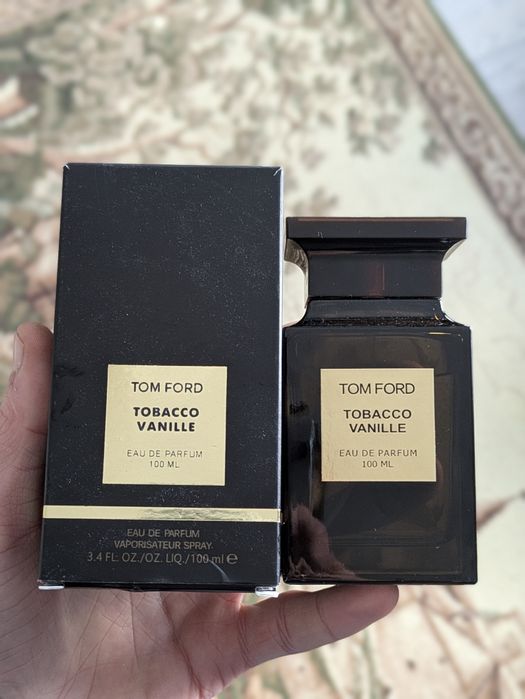 TOM FORD
TOBACCO
VANILLE
EAU DE PARFUM
100 ML
EAU DE PARFUM
VAPORISATEUR SPRAY
3.4 FL. OZ./OZ. LIQ./100 ml ℮
TOM FORD
TOBACCO
VANILLE
EAU DE PARFUM
100 ML